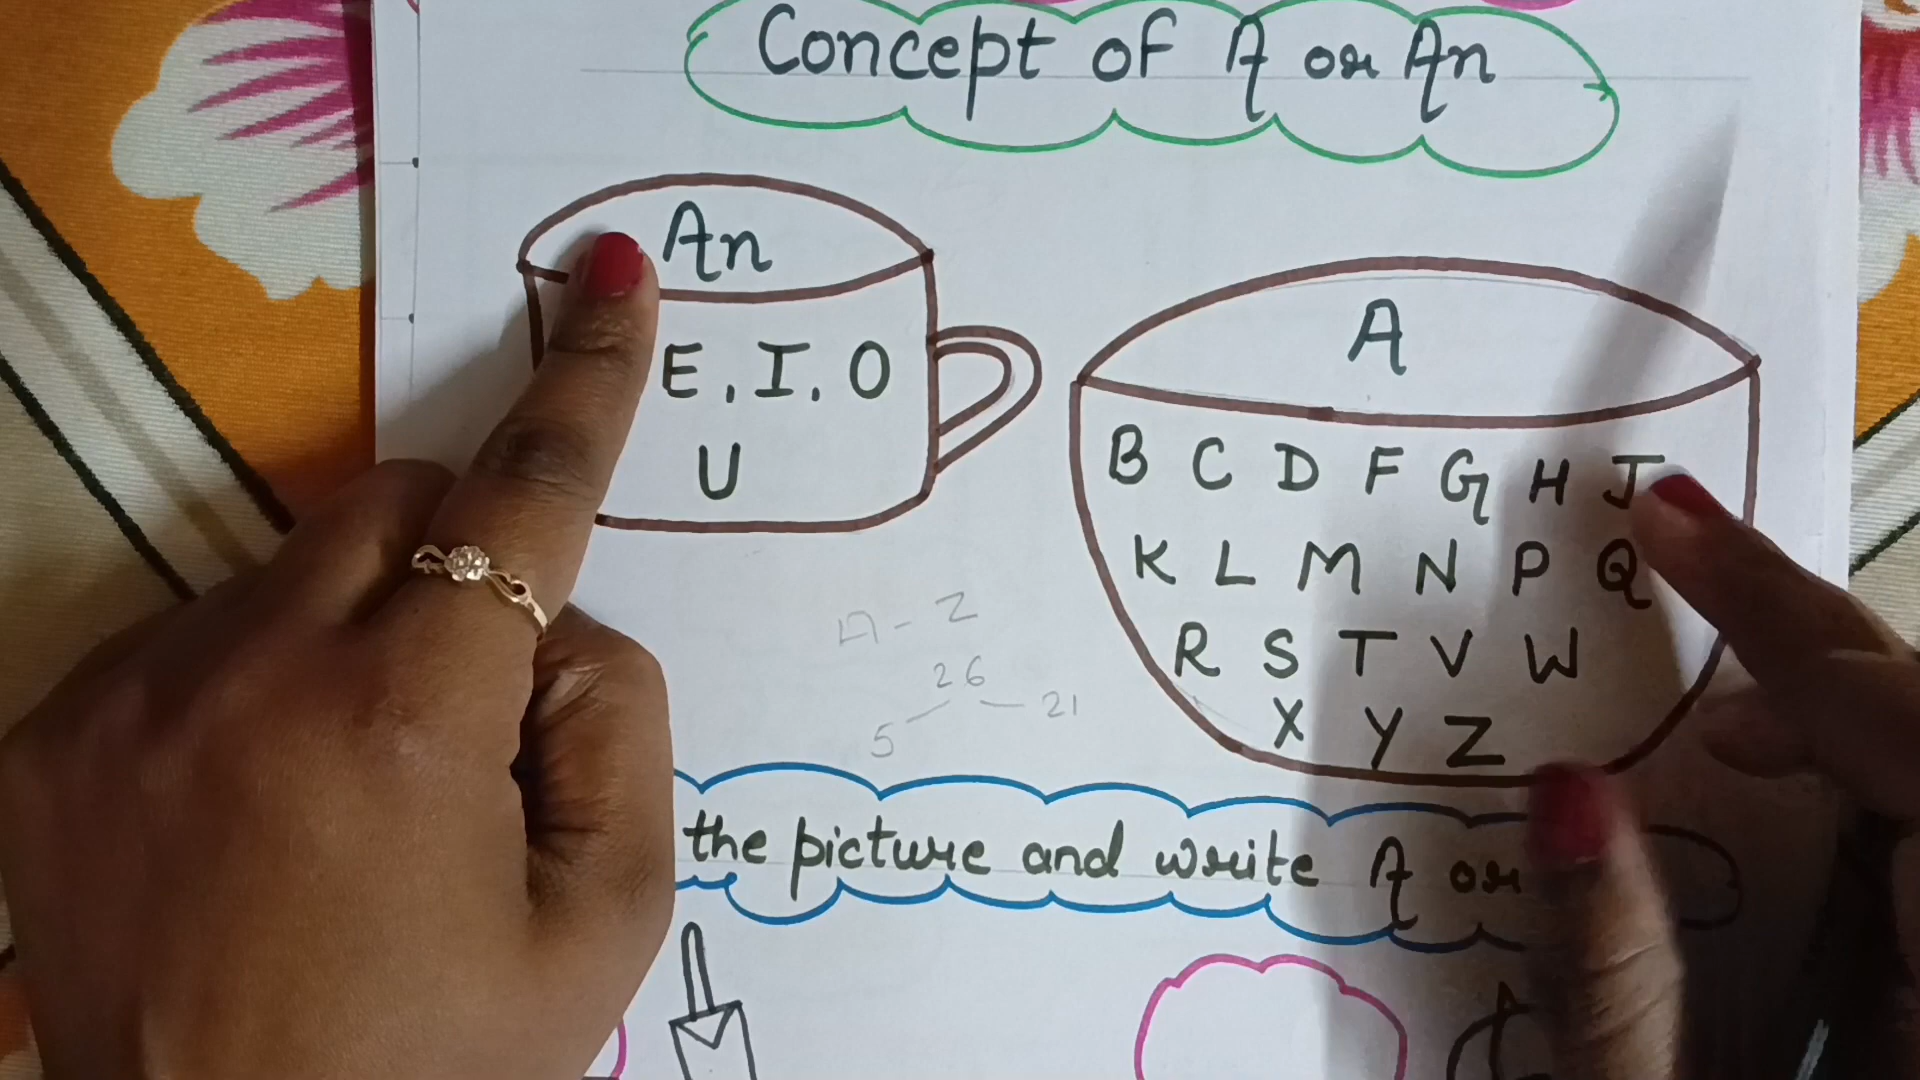 Concept of A or An
An
E, I, O
U
A
B C D F G H J
K L M N P Q
R S T V W
X Y Z
A - Z
26
5 21
the picture and write A or